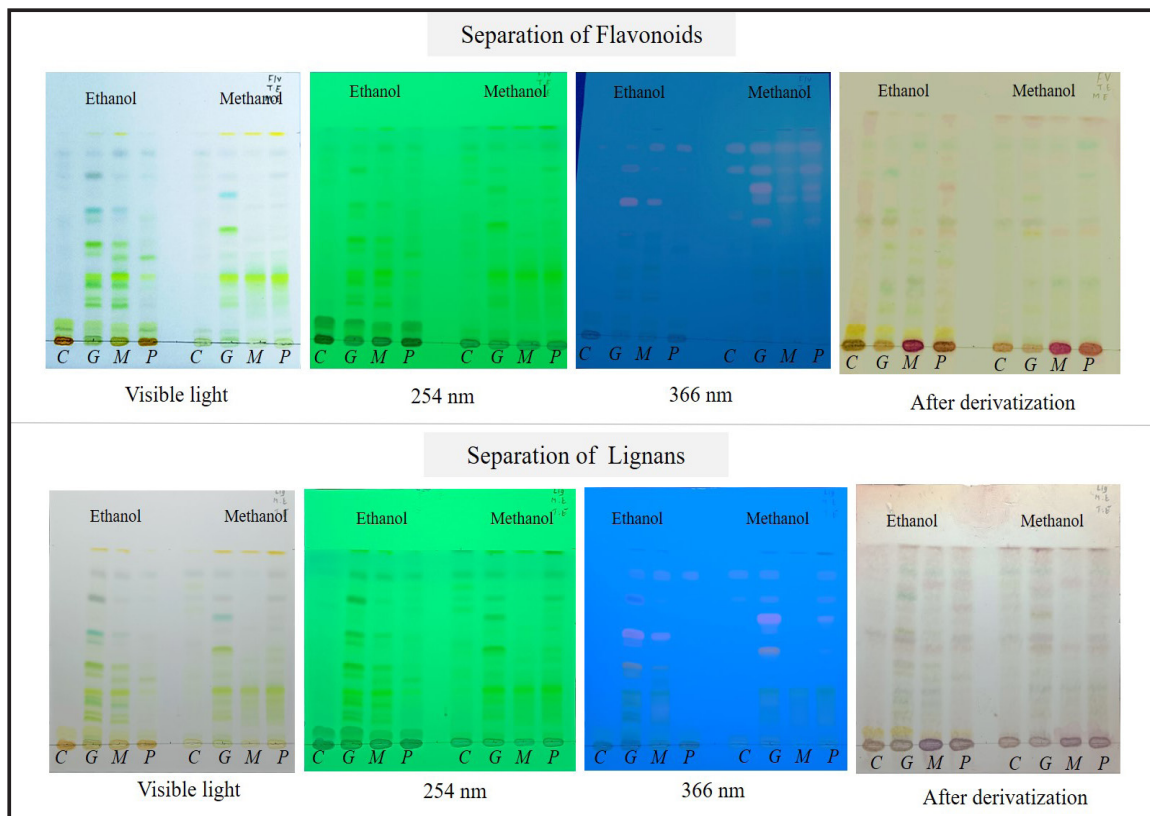 Separation of Flavonoids
Ethanol Methanol
Ethanol Methanol
Ethanol Methanol
Ethanol Methanol
C G M P C G M P
C G M P C G M P
C G M P C G M P
C G M P C G M P
Visible light
254 nm
366 nm
After derivatization
Separation of Lignans
Ethanol Methanol
Ethanol Methanol
Ethanol Methanol
Ethanol Methanol
C G M P C G M P
C G M P C G M P
C G M P C G M P
C G M P C G M P
Visible light
254 nm
366 nm
After derivatization